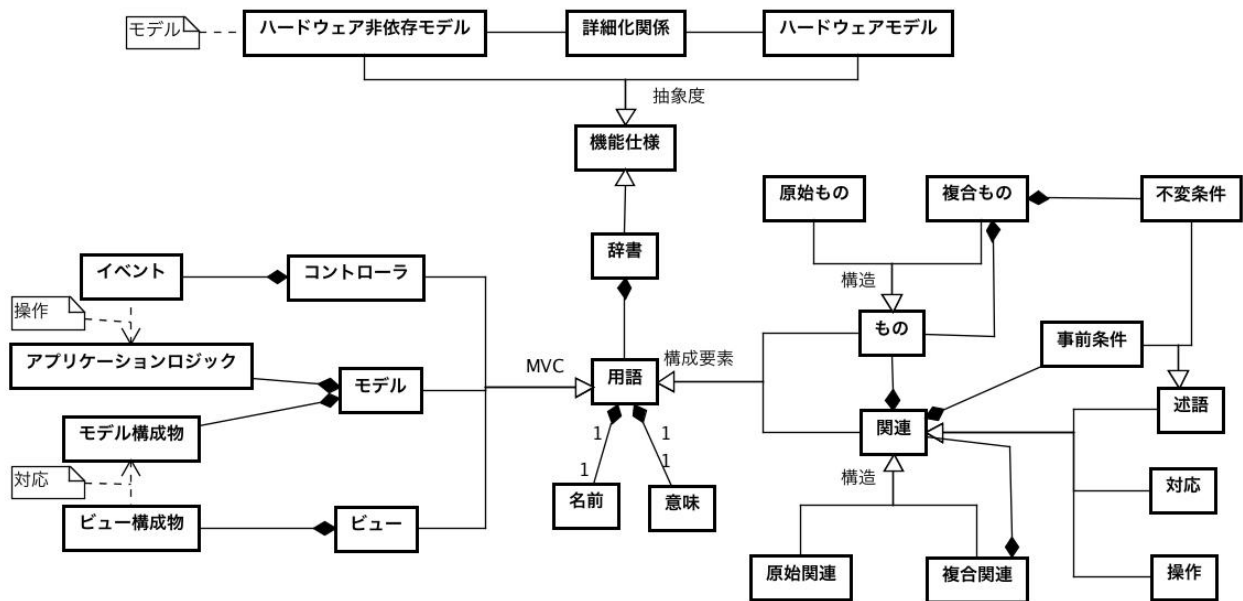 モデル
ハードウェア非依存モデル
詳細化関係
ハードウェアモデル
抽象度
機能仕様
原始もの
複合もの
不変条件
辞書
イベント
コントローラ
構造
操作
もの
事前条件
アプリケーションロジック
MVC
構成要素
モデル
用語
述語
モデル構成物
関連
1
1
対応
1
1
構造
名前
意味
対応
ビュー構成物
ビュー
原始関連
複合関連
操作